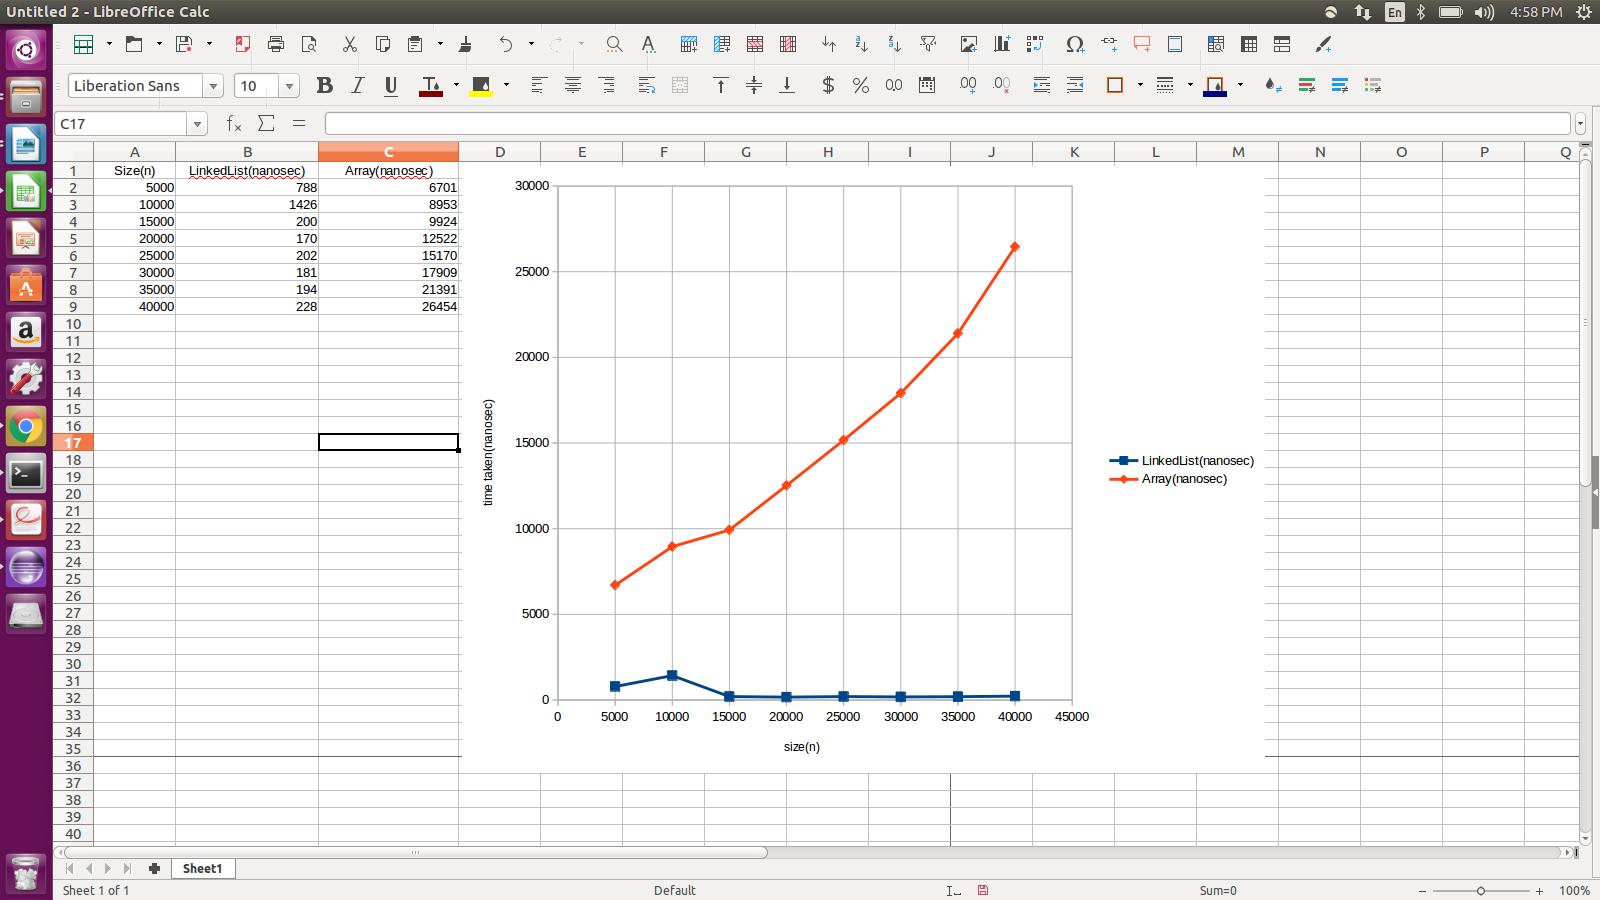 Untitled 2 - LibreOffice Calc
En
4:58 PM
Liberation Sans
10
C17
A B C D E F G H I J K L M N O P Q
1 Size(n) LinkedList(nanosec) Array(nanosec)
2 5000 788 6701
3 10000 1426 8953
4 15000 200 9924
5 20000 170 12522
6 25000 202 15170
7 30000 181 17909
8 35000 194 21391
9 40000 228 26454
10
11
12
13
14
15
16
17
18
19
20
21
22
23
24
25
26
27
28
29
30
31
32
33
34
35
36
37
38
39
40
30000
25000
20000
15000
10000
5000
0
time taken(nanosec)
0 5000 10000 15000 20000 25000 30000 35000 40000 45000
size(n)
LinkedList(nanosec)
Array(nanosec)
Sheet1
Sheet 1 of 1
Default
Sum=0
100%